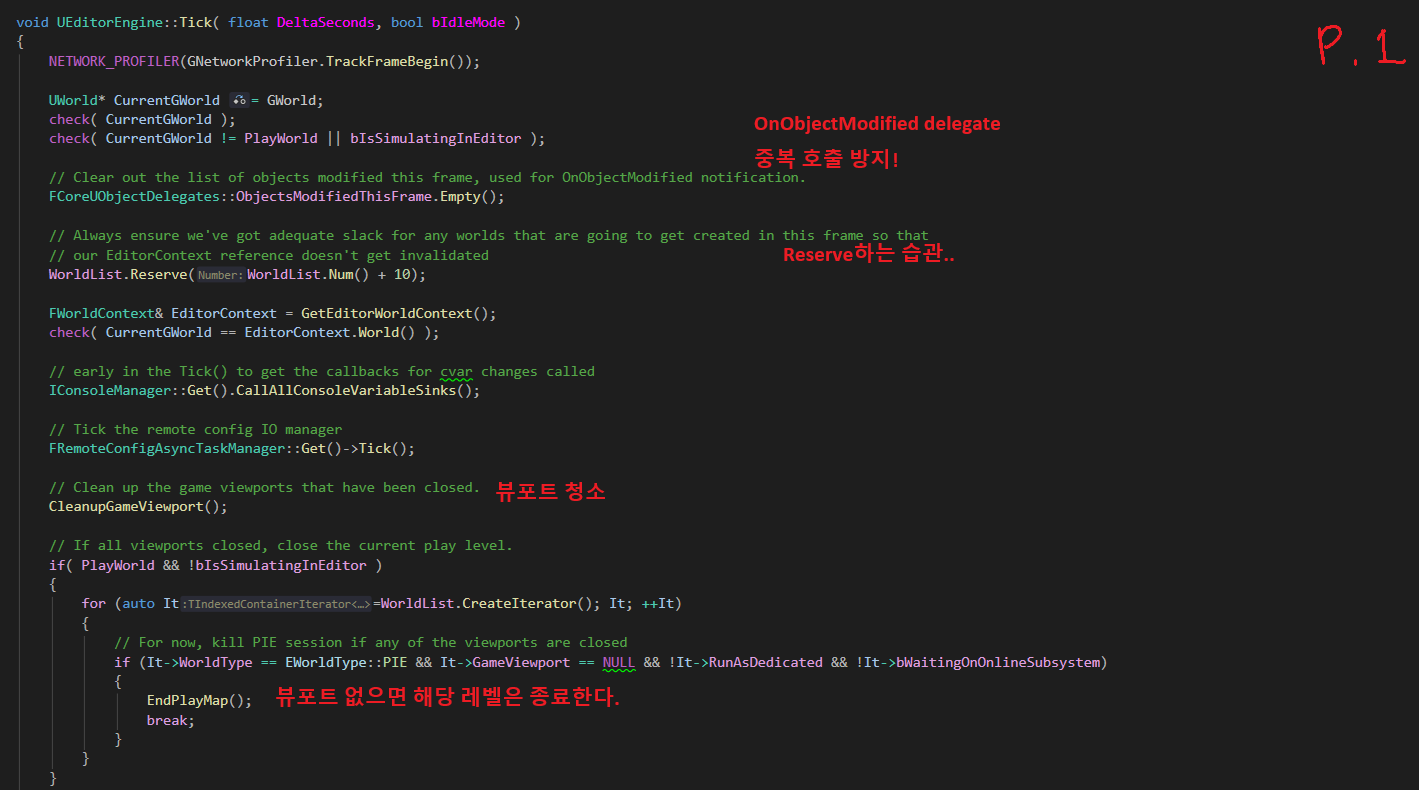 void UEditorEngine::Tick( float DeltaSeconds, bool bIdleMode )
P.1
{
NETWORK_PROFILER(GNetworkProfiler.TrackFrameBegin());
UWorld* CurrentGWorld = GWorld;
check( CurrentGWorld );
OnObjectModified delegate
check( CurrentGWorld != PlayWorld || bIsSimulatingInEditor );
중복 호출 방지!
// Clear out the list of objects modified this frame, used for OnObjectModified notification.
FCoreUObjectDelegates::ObjectsModifiedThisFrame.Empty();
// Always ensure we've got adequate slack for any worlds that are going to get created in this frame so that
// our EditorContext reference doesn't get invalidated
Reserve하는 습관..
WorldList.Reserve(Number:WorldList.Num() + 10);
FWorldContext& EditorContext = GetEditorWorldContext();
check( CurrentGWorld == EditorContext.World() );
// early in the Tick() to get the callbacks for cvar changes called
IConsoleManager::Get().CallAllConsoleVariableSinks();
// Tick the remote config IO manager
FRemoteConfigAsyncTaskManager::Get()->Tick();
// Clean up the game viewports that have been closed.
뷰포트 청소
CleanupGameViewport();
// If all viewports closed, close the current play level.
if( PlayWorld && !bIsSimulatingInEditor )
{
for (auto It:TIndexedContainerIterator<…>=WorldList.CreateIterator(); It; ++It)
{
// For now, kill PIE session if any of the viewports are closed
if (It->WorldType == EWorldType::PIE && It->GameViewport == NULL && !It->RunAsDedicated && !It->bWaitingOnOnlineSubsystem)
{
EndPlayMap();
뷰포트 없으면 해당 레벨은 종료한다.
break;
}
}
}